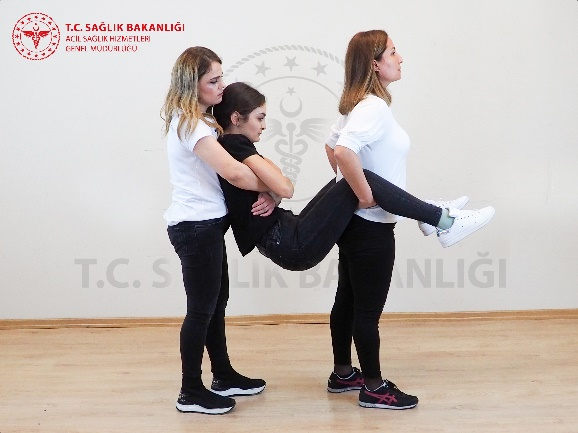 T.C. SAĞLIK BAKANLIĞI
ACİL SAĞLIK HİZMETLERİ
GENEL MÜDÜRLÜĞÜ
T.C. SAĞLIK BAKANLIĞI